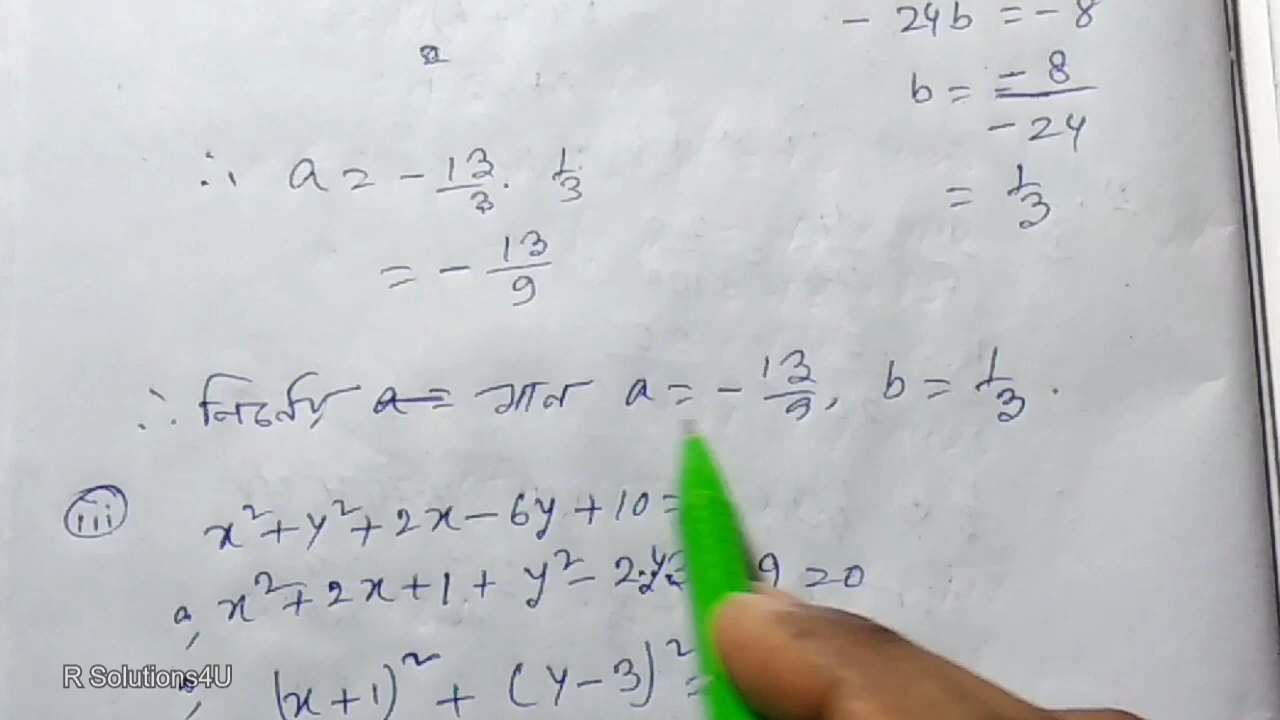 - 24b = - 8
b = - 8 / - 24
= 1/3
∴ a = - 13/3 . 1/3
= - 13/9
∴ নির্ণেয় মান a = - 13/9, b = 1/3 .
iii x² + y² + 2x - 6y + 10 =
x² + 2x + 1 + y² - 2.y. 9 = 0
(x + 1)² + (y - 3)² =
R Solutions4U